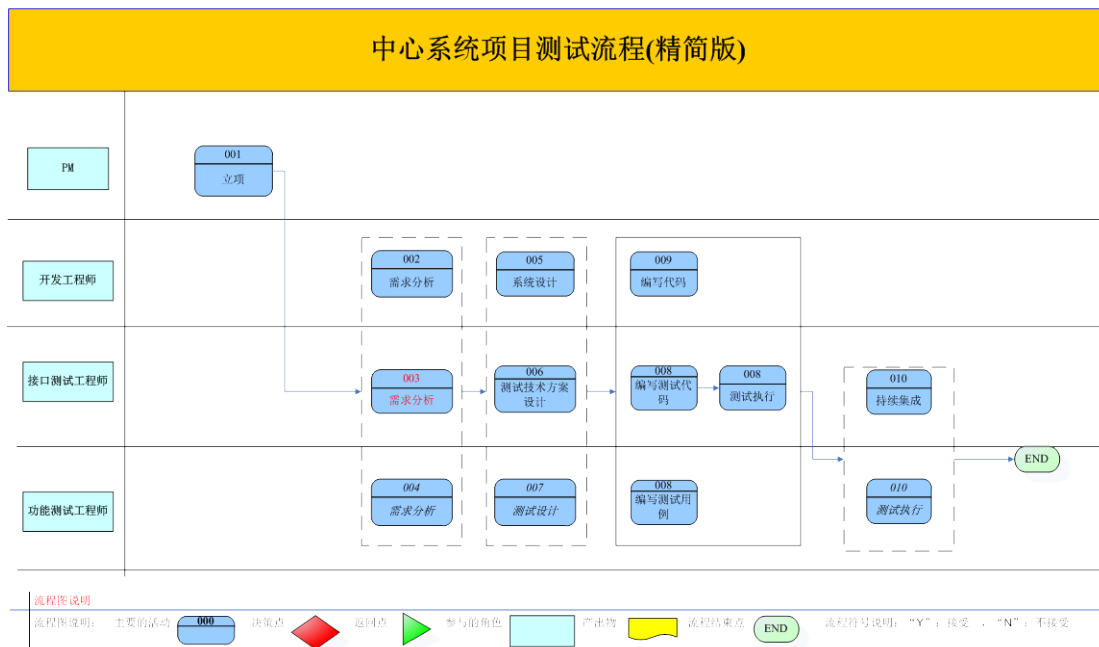 中心系统项目测试流程(精简版)
PM
001
立项
开发工程师
002
需求分析
005
系统设计
009
编写代码
接口测试工程师
003
需求分析
006
测试技术方案
设计
008
编写测试代
码
008
测试执行
010
持续集成
END
功能测试工程师
004
需求分析
007
测试设计
008
编写测试用
例
010
测试执行
流程图说明
流程图说明: 主要的活动 000 决策点 返回点 参与的角色 产出物 流程结束点 END 流程符号说明: “Y”: 接受 , “N”: 不接受